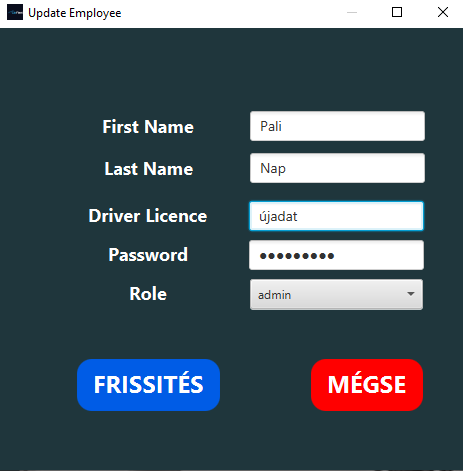 Update Employee
First Name Pali
Last Name Nap
Driver Licence újadat
Password ●●●●●●●●●
Role admin
FRISSITÉS MÉGSE